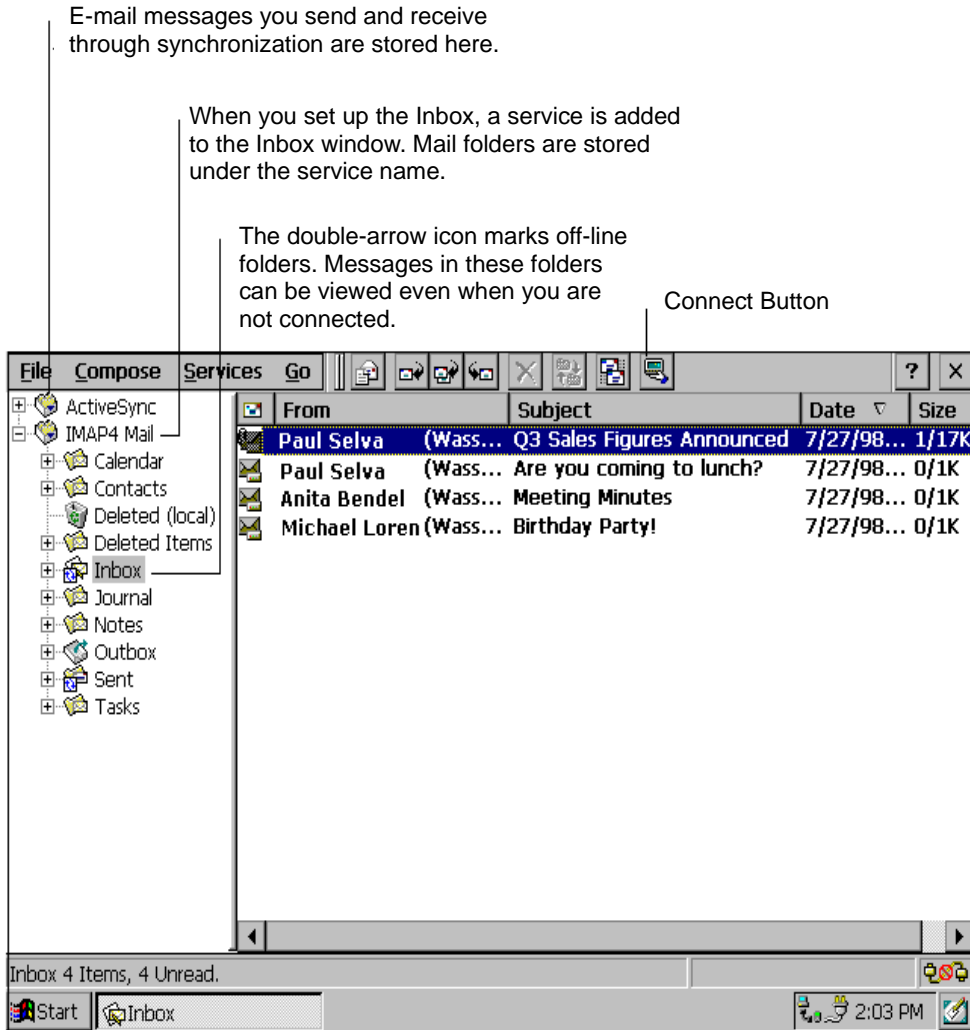 E-mail messages you send and receive
through synchronization are stored here.
When you set up the Inbox, a service is added
to the Inbox window. Mail folders are stored
under the service name.
The double-arrow icon marks off-line
folders. Messages in these folders
can be viewed even when you are
not connected.
Connect Button
File Compose Services Go ? ×
ActiveSync
IMAP4 Mail
Calendar
Contacts
Deleted (local)
Deleted Items
Inbox
Journal
Notes
Outbox
Sent
Tasks
From Subject Date Size
Paul Selva (Wass... Q3 Sales Figures Announced 7/27/98... 1/17K
Paul Selva (Wass... Are you coming to lunch? 7/27/98... 0/1K
Anita Bendel (Wass... Meeting Minutes 7/27/98... 0/1K
Michael Loren (Wass... Birthday Party! 7/27/98... 0/1K
Inbox 4 Items, 4 Unread.
Start Inbox 2:03 PM